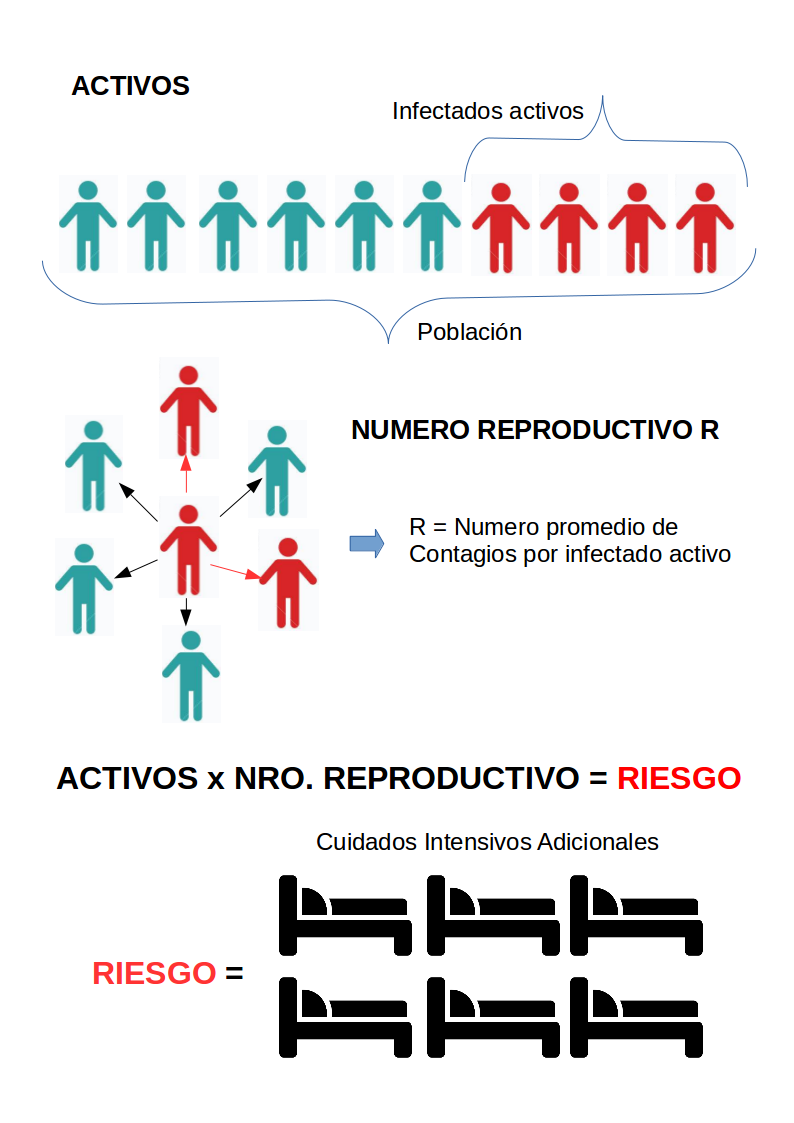 ACTIVOS
Infectados activos
Población
NUMERO REPRODUCTIVO R
R = Numero promedio de
Contagios por infectado activo
ACTIVOS x NRO. REPRODUCTIVO = RIESGO
Cuidados Intensivos Adicionales
RIESGO =